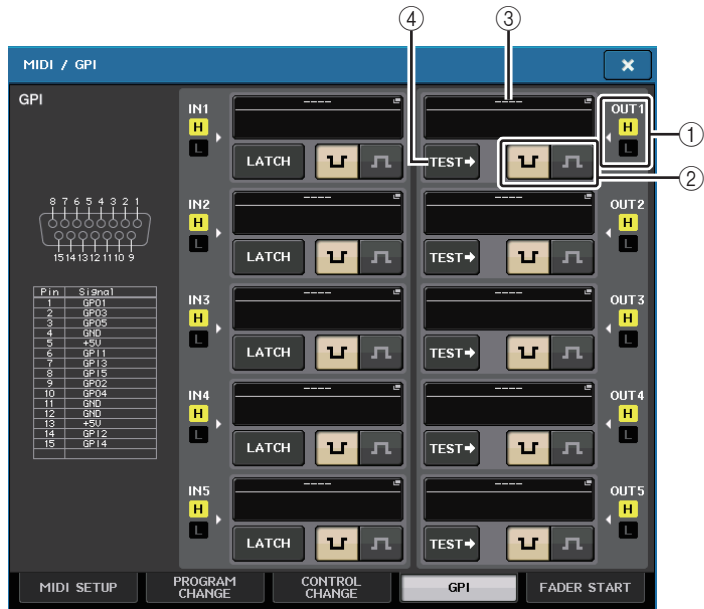 ④ ③
MIDI / GPI ×
GPI
IN1 ---- ---- OUT1
H H ①
L L
LATCH TEST→ ②
8 7 6 5 4 3 2 1
15 14 13 12 11 10 9
IN2 ---- ---- OUT2
H H
L L
LATCH TEST→
Pin Signal
1 GPO1
2 GPO3
3 GPO5
4 GND
5 +5V
6 GPI1
7 GPI3
8 GPI5
9 GPO2
10 GPO4
11 GND
12 GND
13 +5V
14 GPI2
15 GPI4
IN3 ---- ---- OUT3
H H
L L
LATCH TEST→
IN4 ---- ---- OUT4
H H
L L
LATCH TEST→
IN5 ---- ---- OUT5
H H
L L
LATCH TEST→
MIDI SETUP
PROGRAM
CHANGE
CONTROL
CHANGE
GPI
FADER START